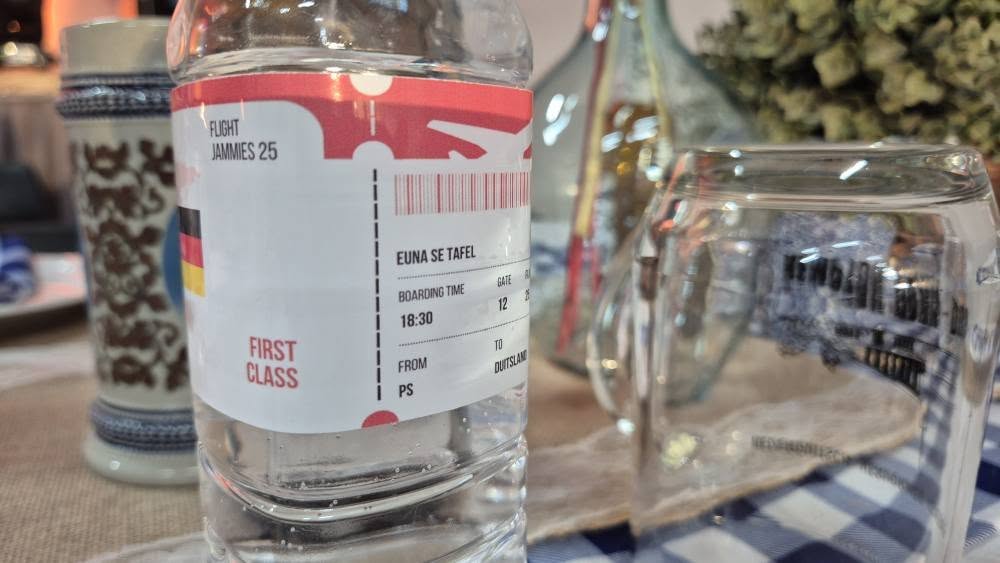 FLIGHT
JAMMIES 25
FIRST
CLASS
EUNA SE TAFEL
BOARDING TIME
GATE
18:30
12
FROM
TO
PS
DUITSLAND